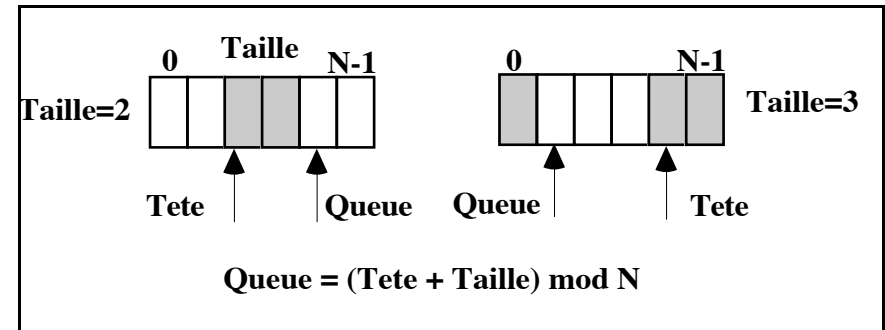 Taille
0 N-1
Taille=2
Tete Queue
0 N-1
Taille=3
Queue Tete
Queue = (Tete + Taille) mod N